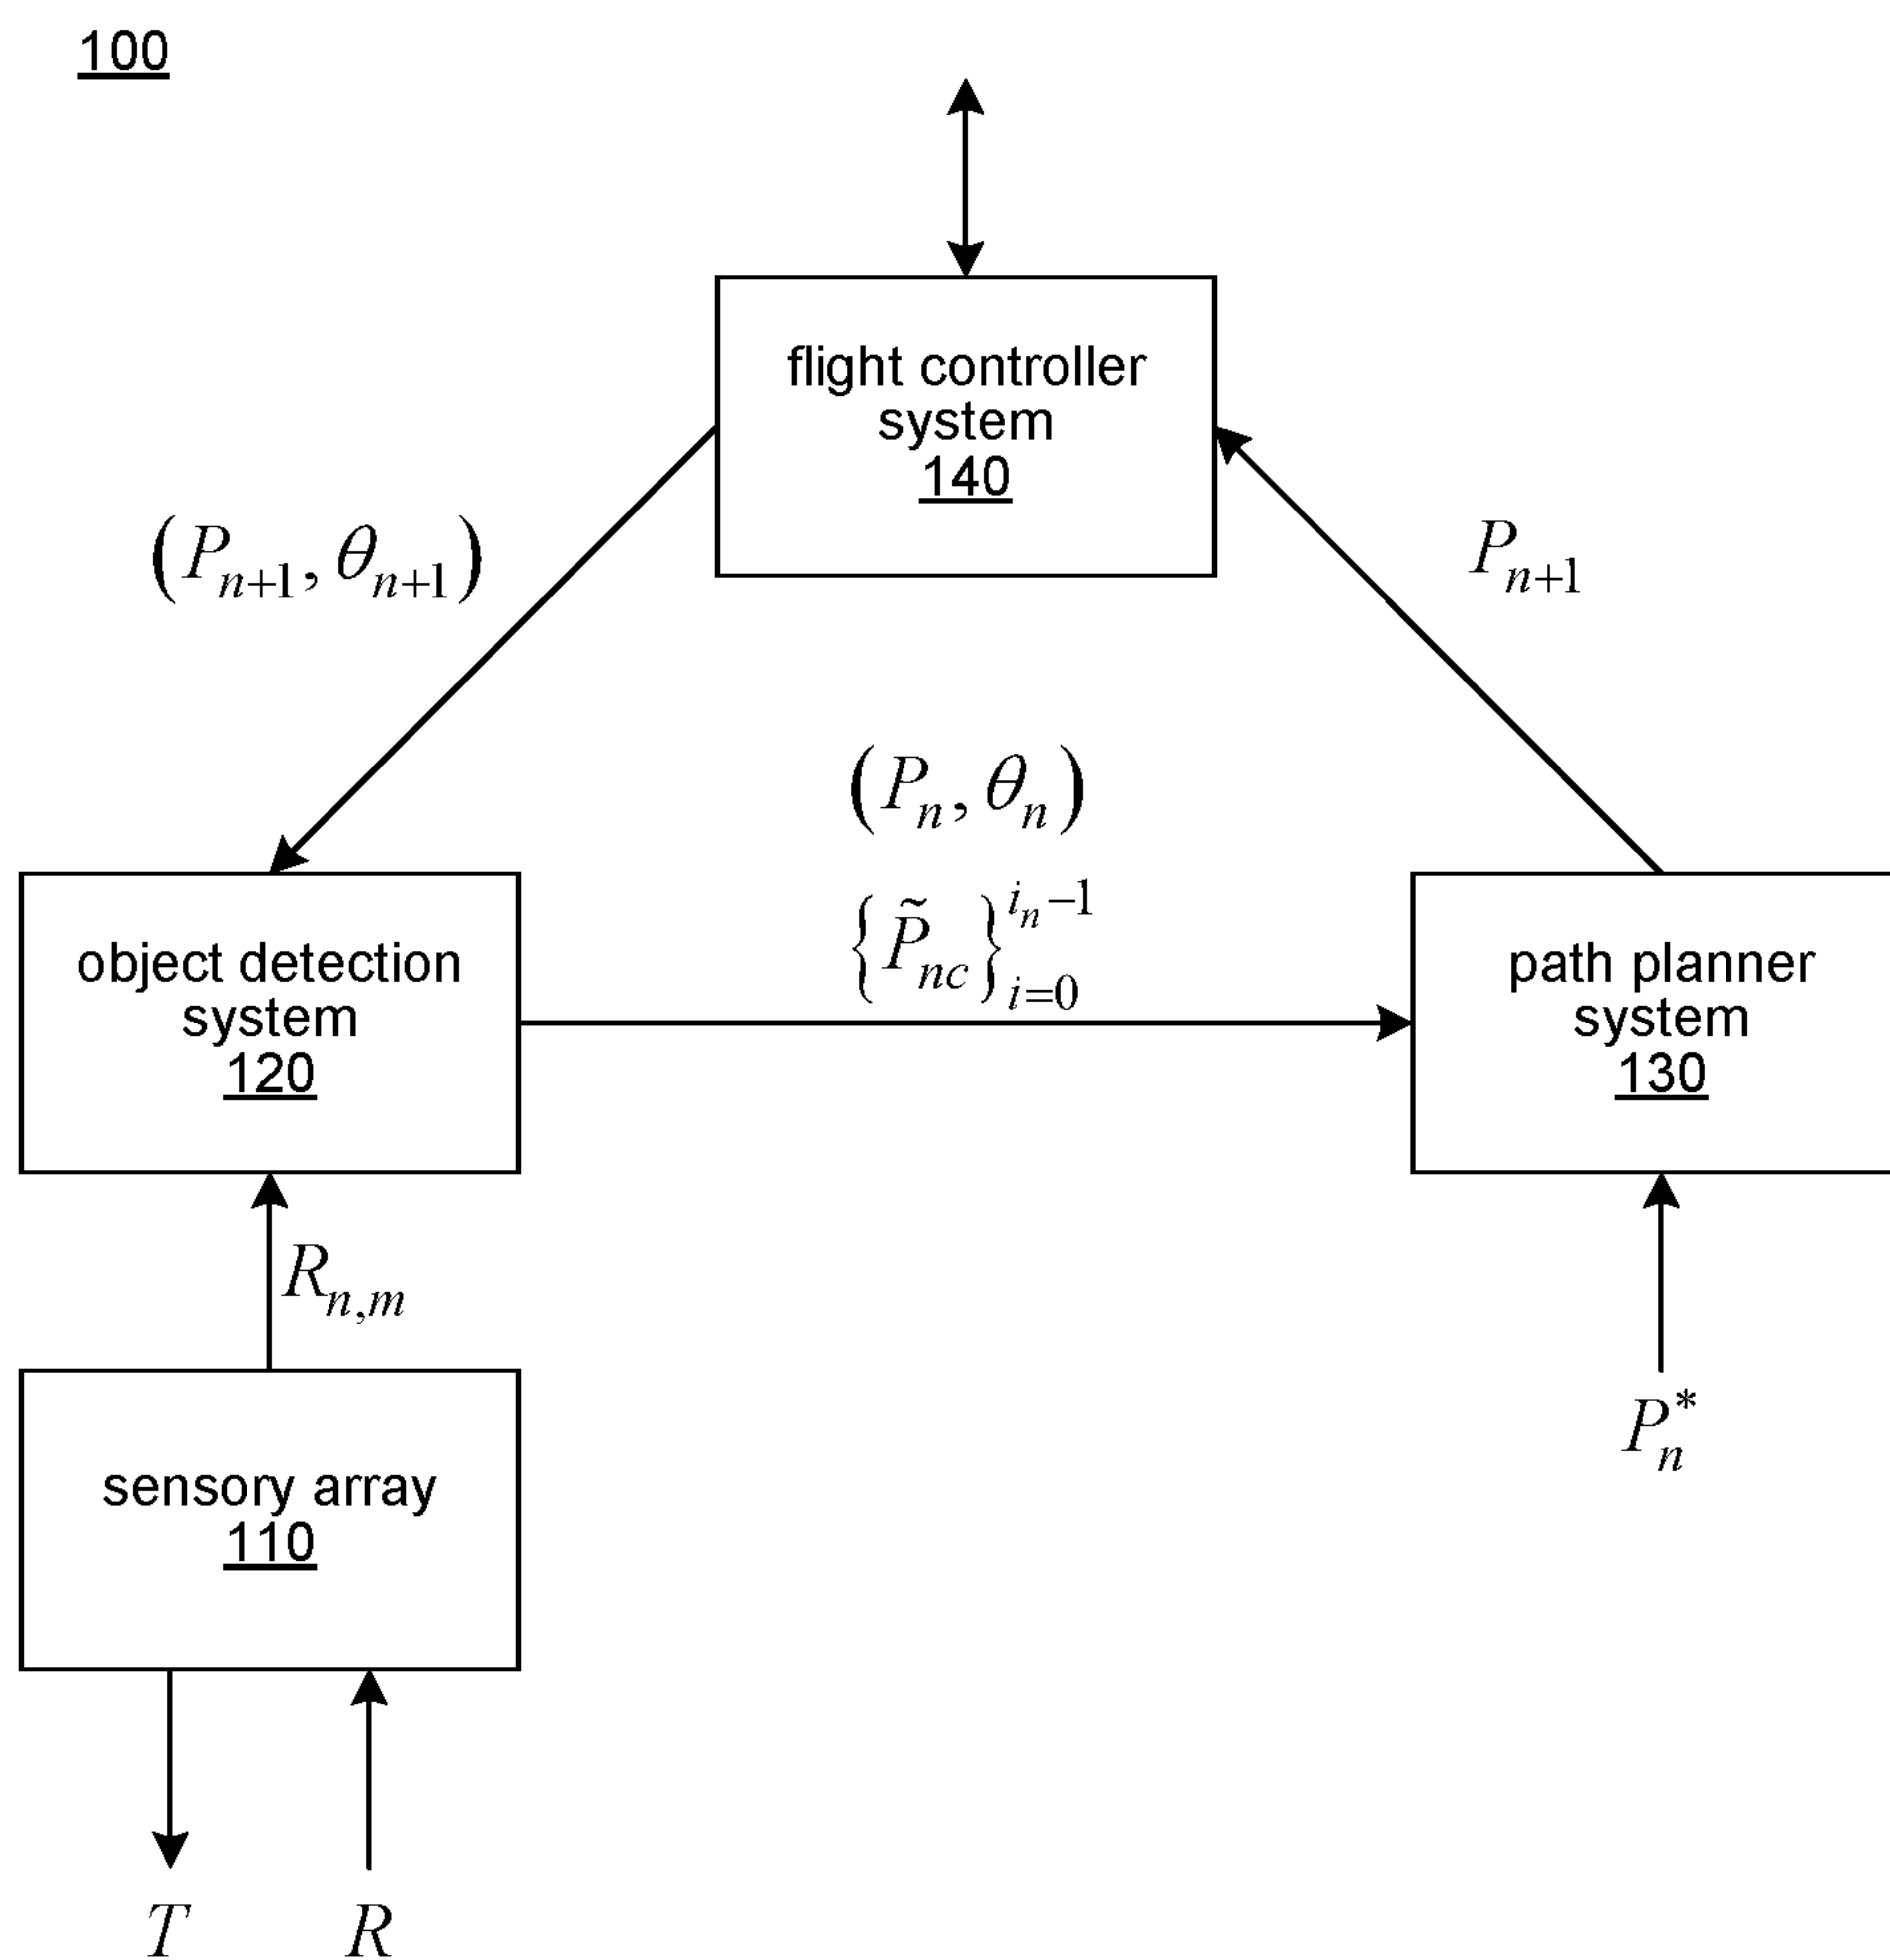 100
flight controller
system
140
(P_{n+1}, θ_{n+1})
P_{n+1}
(P_n, θ_n)
{P̃_{nc}}_{i=0}^{i_n−1}
object detection
system
120
path planner
system
130
R_{n,m}
P_n^*
sensory array
110
T
R